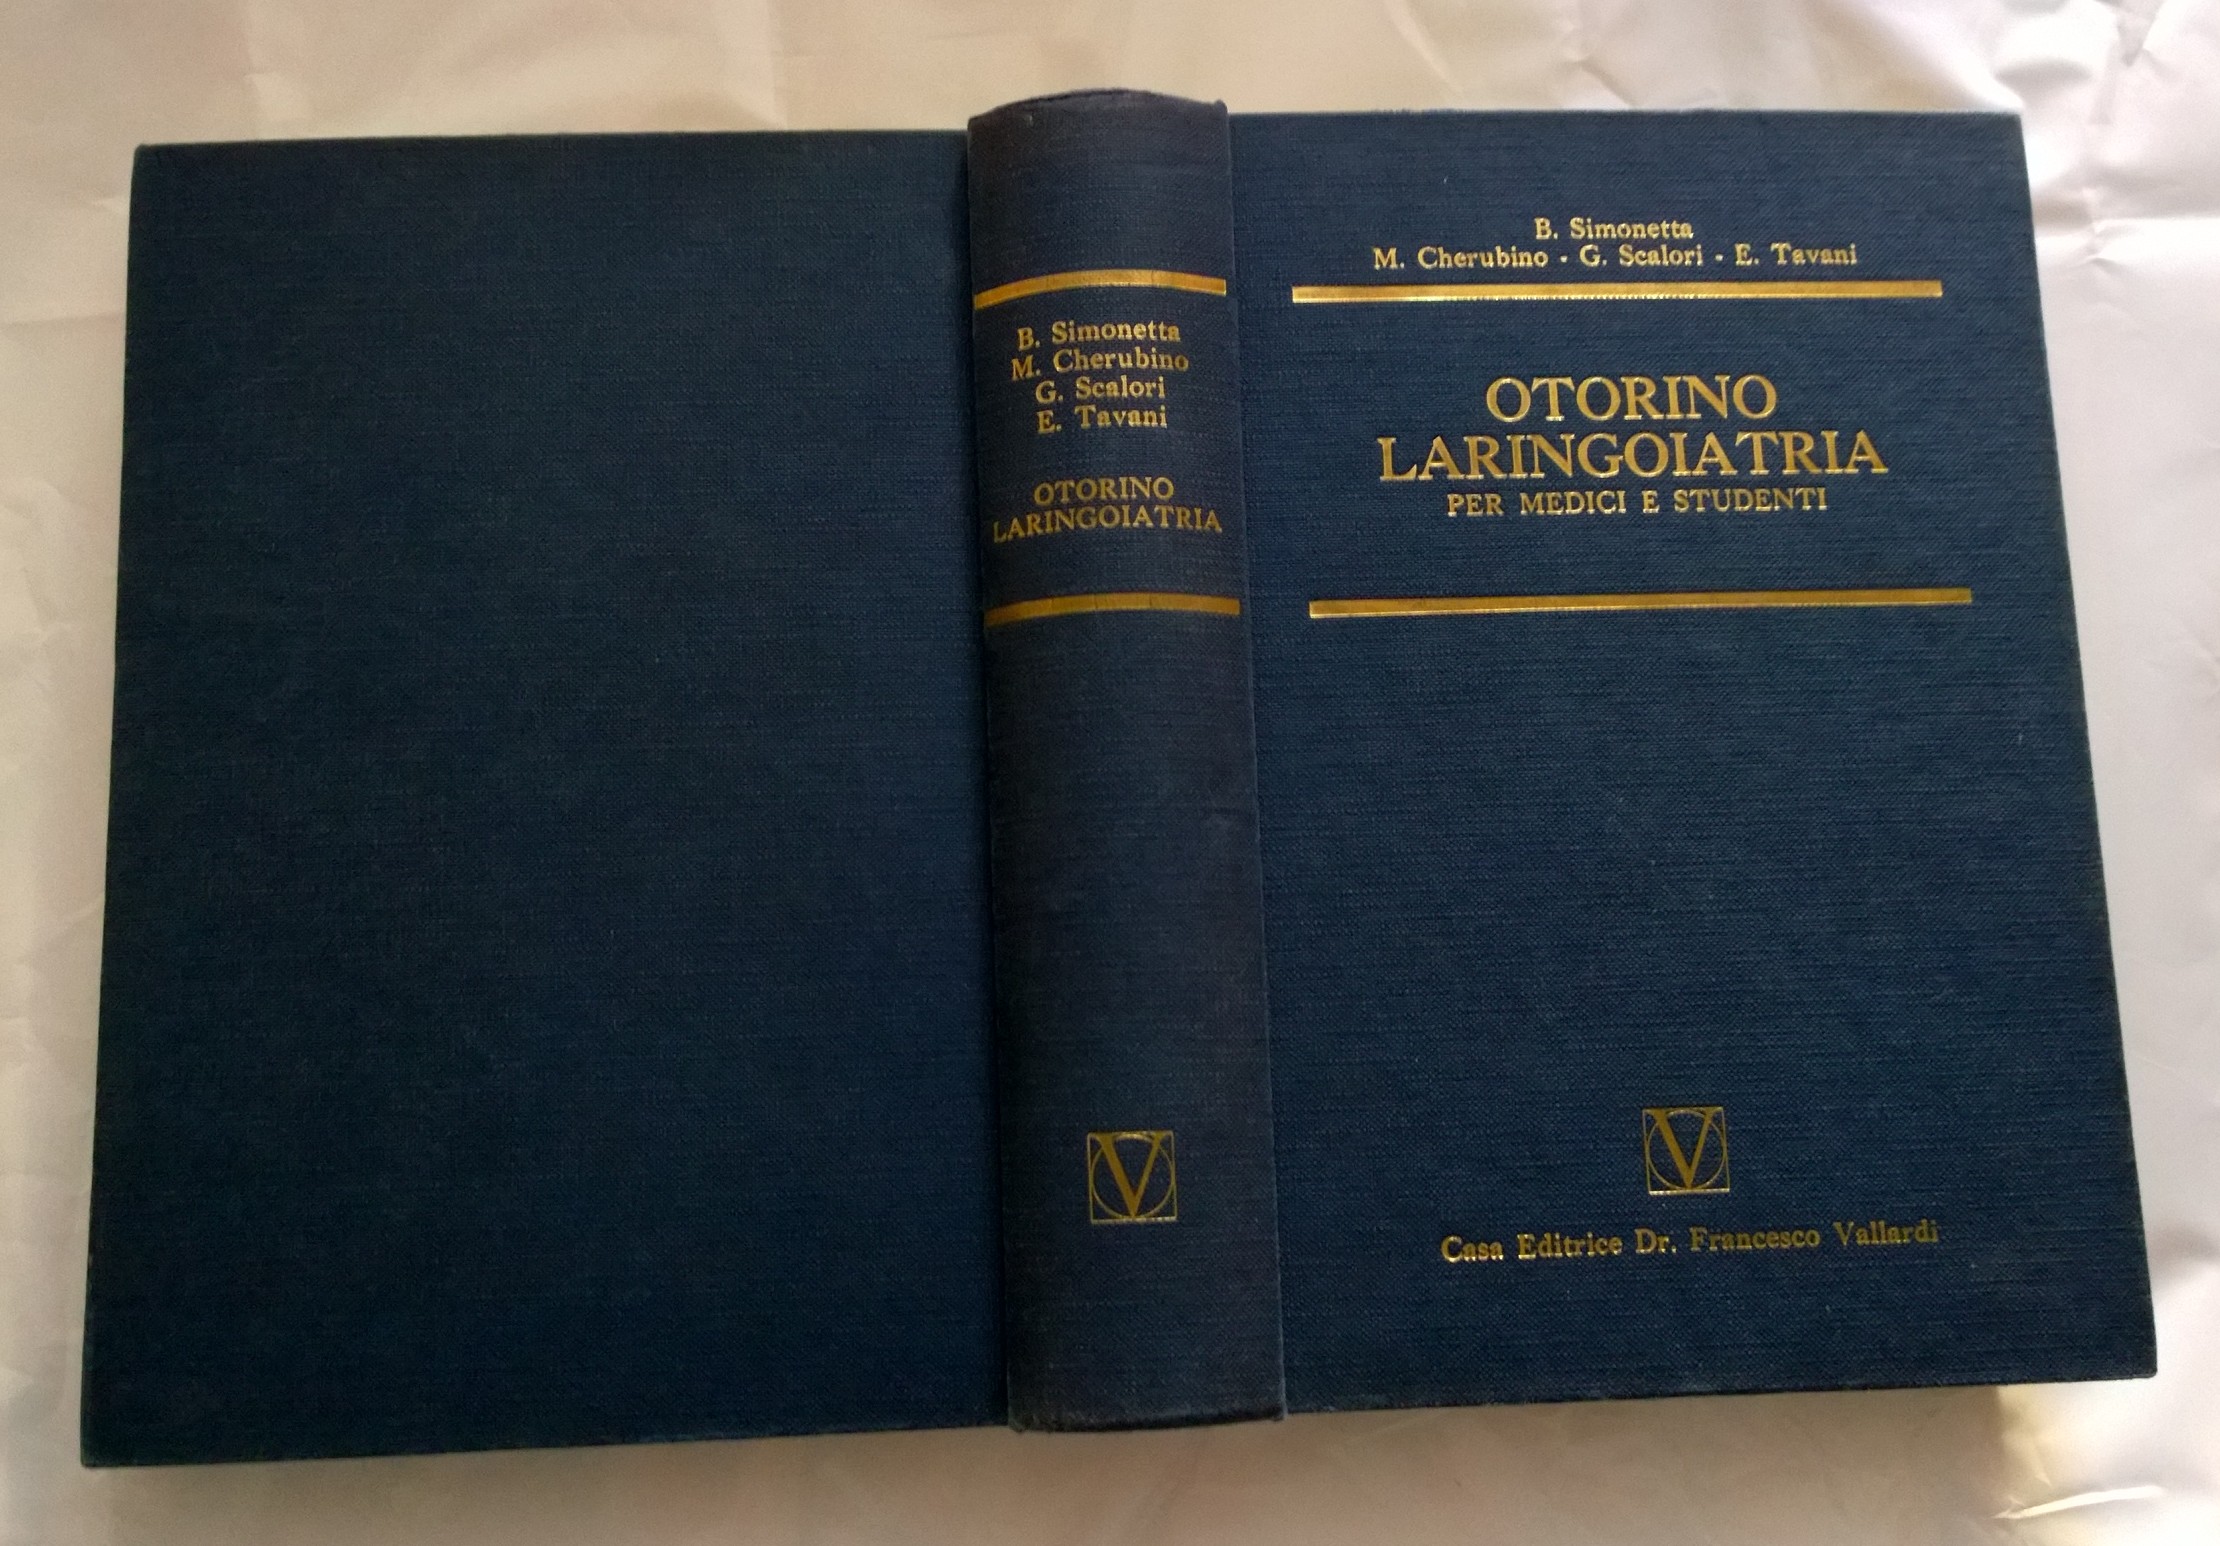 B. Simonetta
M. Cherubino
G. Scalori
E. Tavani
OTORINO
LARINGOIATRIA
V
B. Simonetta
M. Cherubino · G. Scalori · E. Tavani
OTORINO
LARINGOIATRIA
PER MEDICI E STUDENTI
V
Casa Editrice Dr. Francesco Vallardi